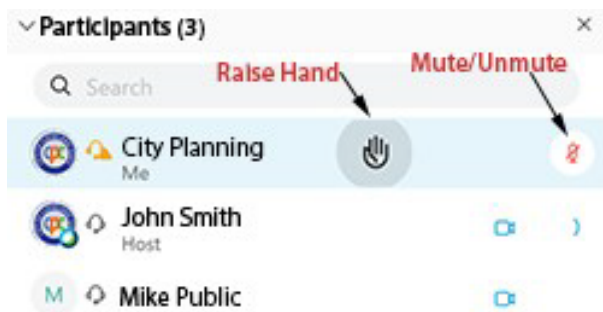 Participants (3)
Search
Raise Hand
Mute/Unmute
City Planning
Me
John Smith
Host
M
Mike Public